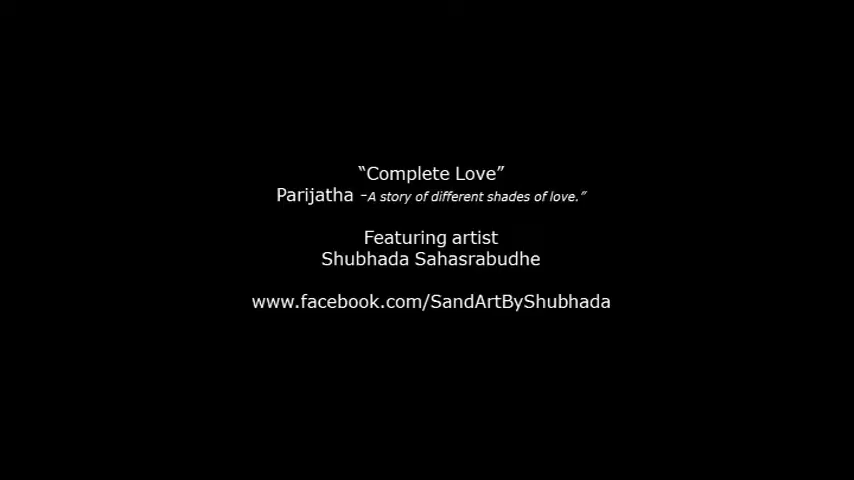 “Complete Love”
Parijatha -A story of different shades of love.”
Featuring artist
Shubhada Sahasrabudhe
www.facebook.com/SandArtByShubhada